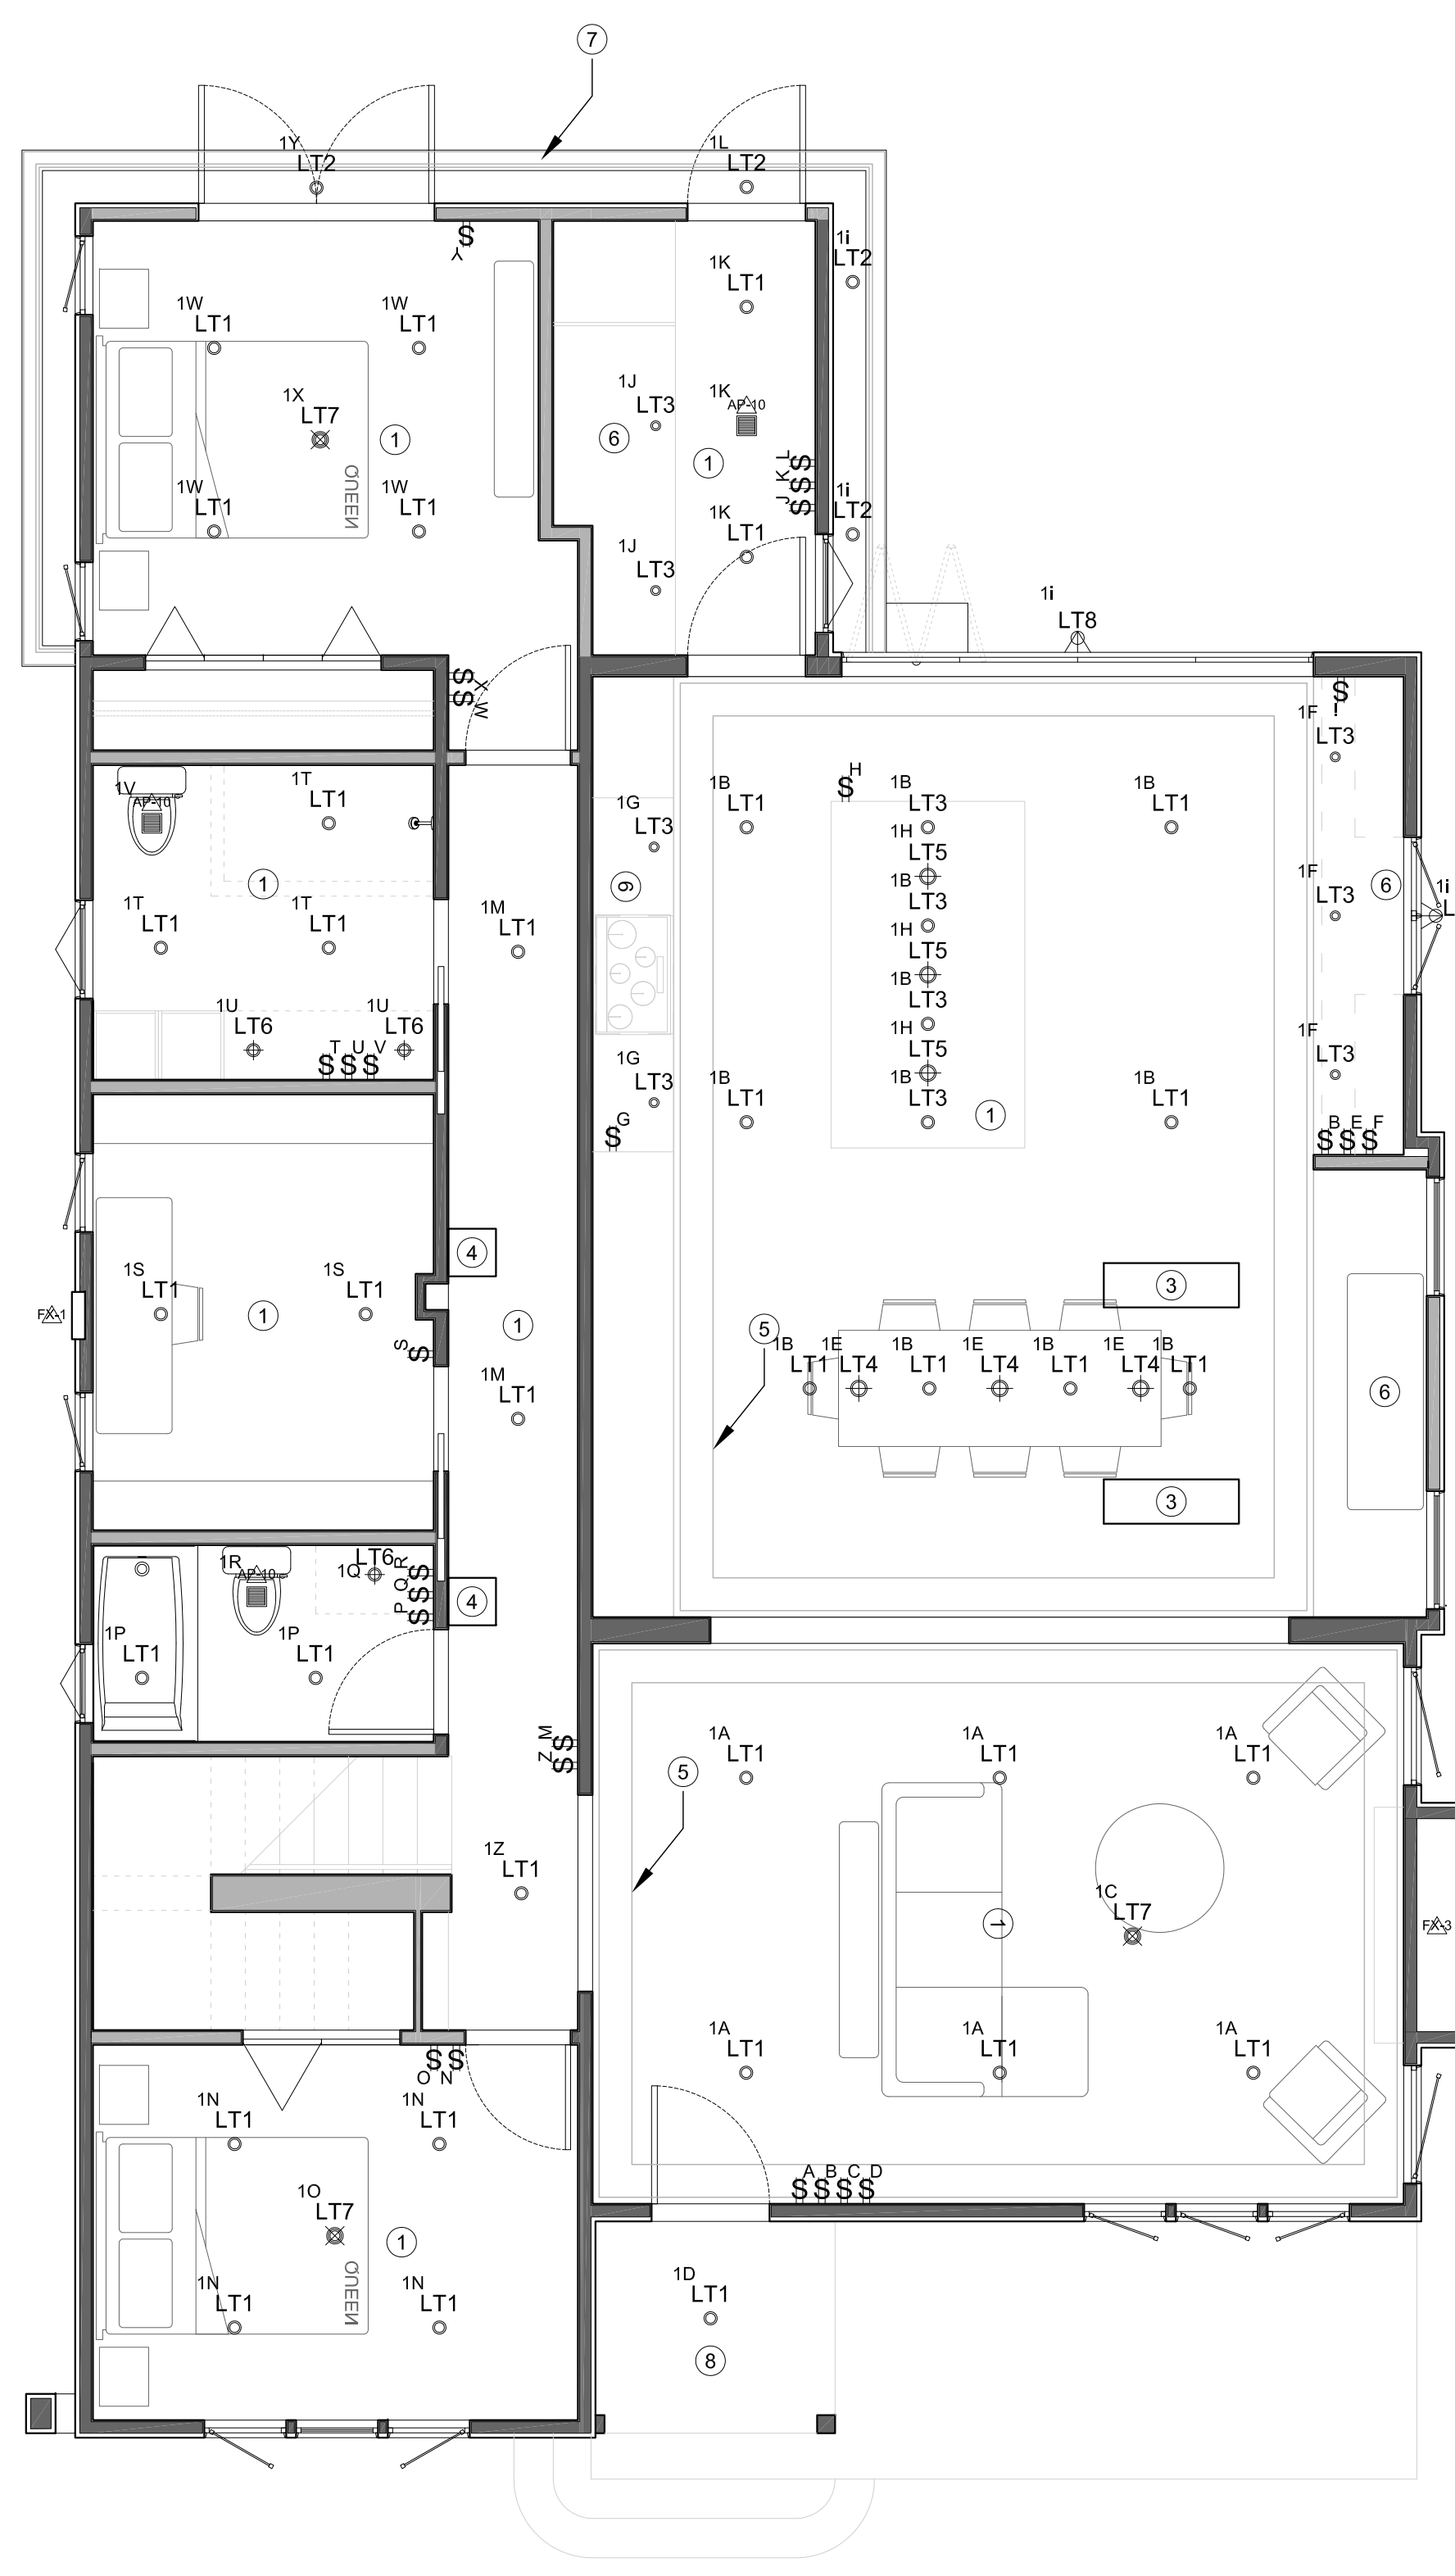 7
1Y
LT2
1L
LT2
$
Y
1i
LT2
1K
LT1
1W
LT1
1W
LT1
1J
LT3
1K
AP-10
1X
LT7
1
6
1
L
K
J
$
$
$
QUEEN
1W
LT1
1W
LT1
1K
LT1
1i
LT2
1J
LT3
1i
LT8
$
X
$
W
$
i
1F
LT3
1V
AP-10
1T
LT1
H
$
1G
LT3
1B
LT1
1B
LT3
1B
LT1
1H
LT5
1
6
1B
LT3
1F
LT3
6
1i
L
1T
LT1
1T
LT1
1M
LT1
1H
LT5
1B
LT3
1U
LT6
1U
LT6
T U V
$ $ $
1H
LT5
1F
LT3
1G
LT3
1B
LT1
1B
LT3
1
1B
LT1
G
$
B E F
$ $ $
4
3
1S
LT1
1S
LT1
FX-1
1
1
5
S
$
1B
LT1
1E
LT4
1B
LT1
1E
LT4
1B
LT1
1E
LT4
1B
LT1
6
1M
LT1
3
1R
AP-10
1Q
LT6
R
Q
P
$
$
$
4
1P
LT1
1P
LT1
M
Z
$
$
1A
LT1
1A
LT1
1A
LT1
5
1Z
LT1
1C
LT7
1
FX-3
1A
LT1
1A
LT1
1A
LT1
$ $
O N
1N
LT1
1N
LT1
A B C D
$ $ $ $
1O
LT7
1
QUEEN
1N
LT1
1N
LT1
1D
LT1
8